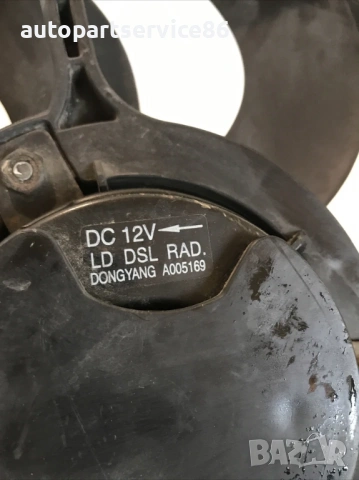 autopartservice86
DC 12V←
LD DSL RAD.
DONGYANG A005169
BAZAR